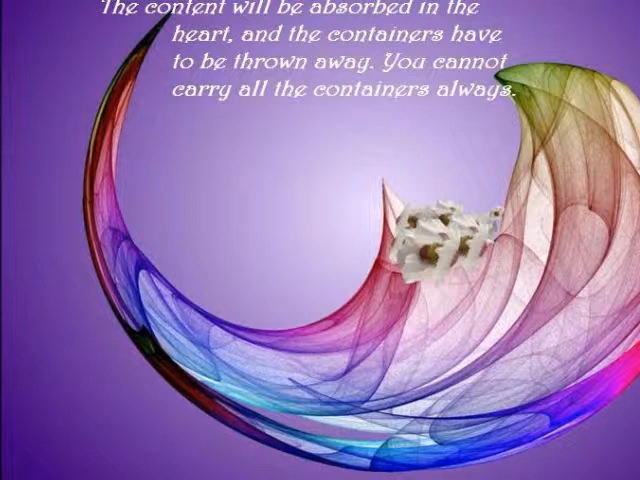 The content will be absorbed in the
heart, and the containers have
to be thrown away. You cannot
carry all the containers always.